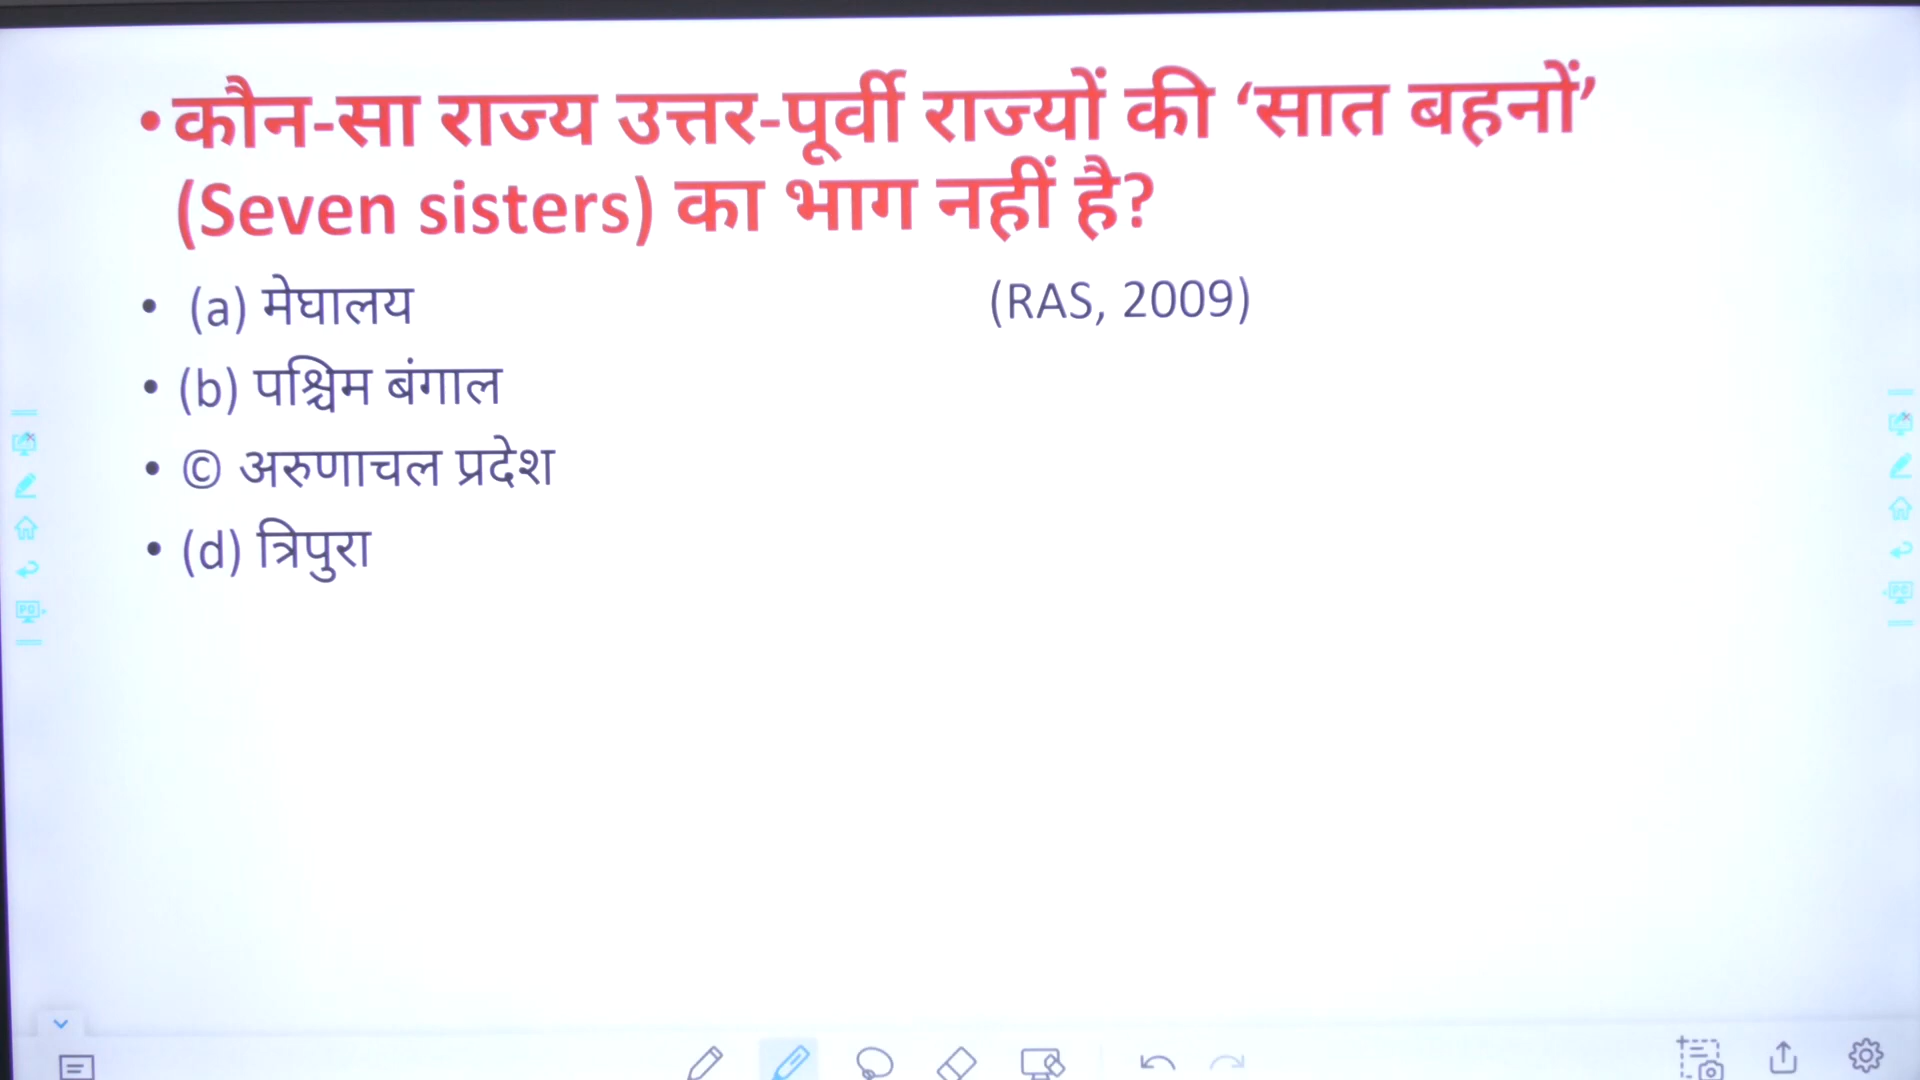 • कौन-सा राज्य उत्तर-पूर्वी राज्यों की ‘सात बहनों’
(Seven sisters) का भाग नहीं है?
• (a) मेघालय (RAS, 2009)
• (b) पश्चिम बंगाल
• © अरुणाचल प्रदेश
• (d) त्रिपुरा